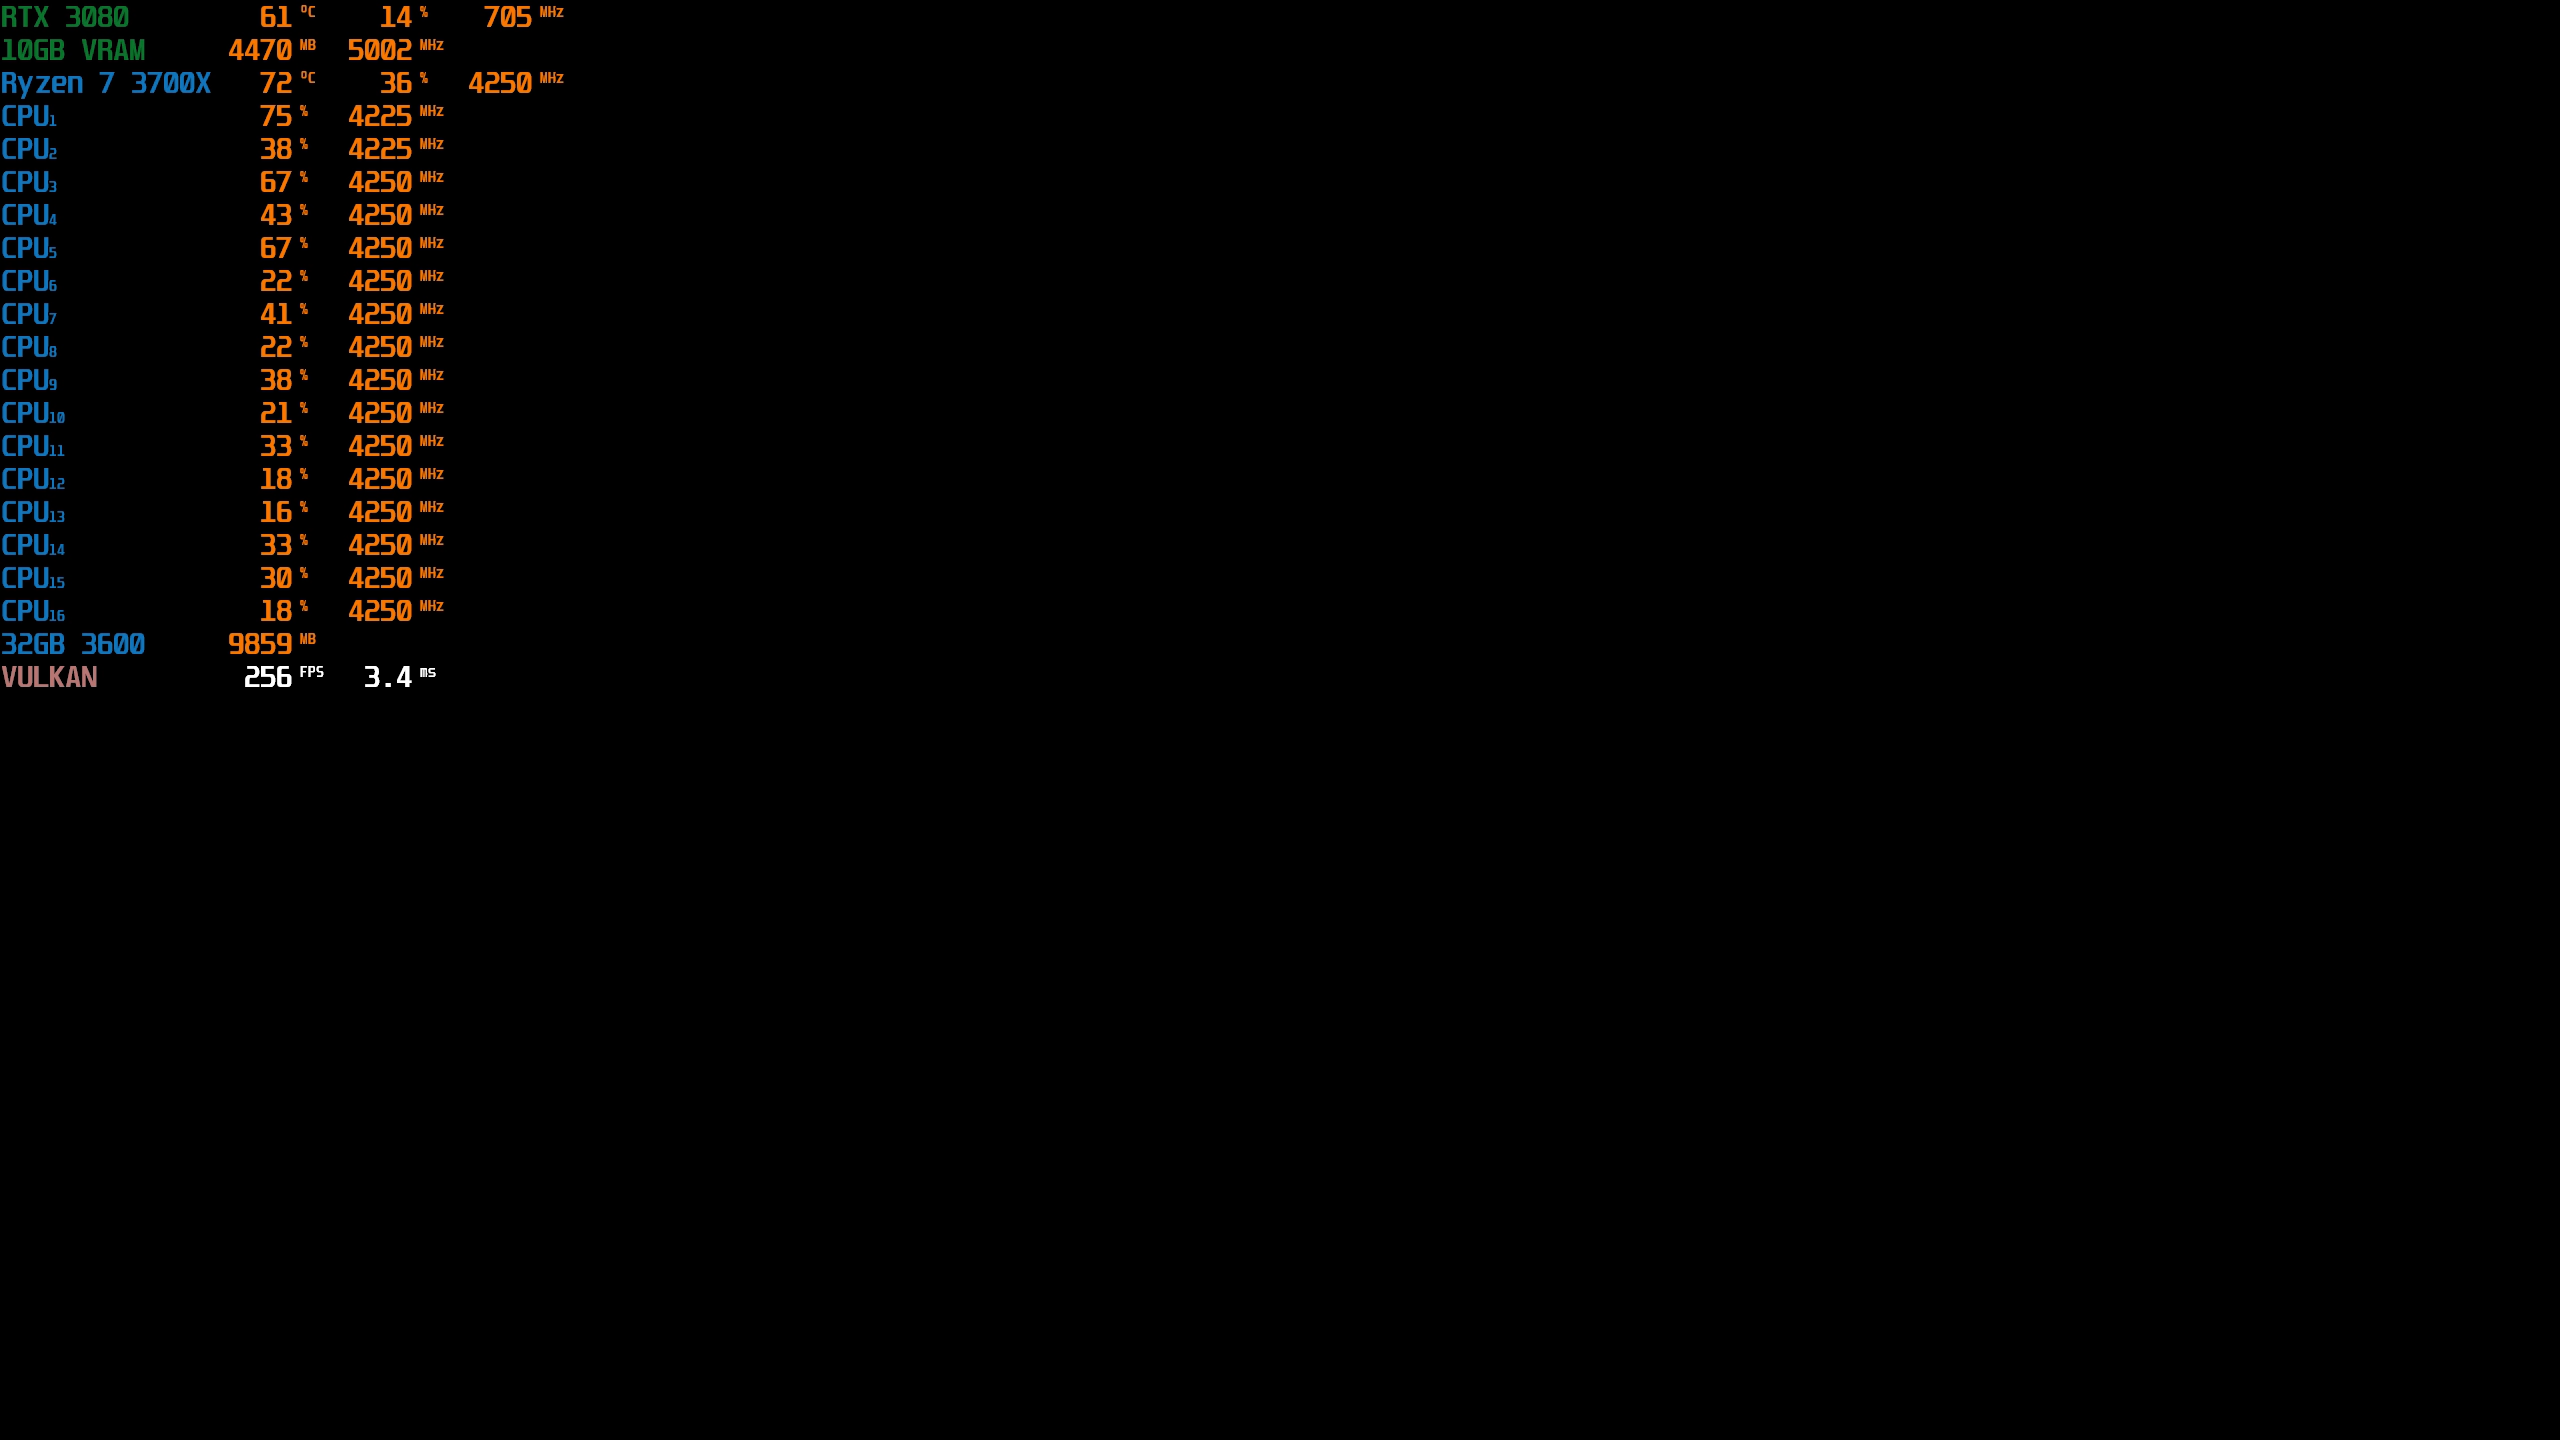 RTX 3080 61 °C 14 % 705 MHz
10GB VRAM 4470 MB 5002 MHz
Ryzen 7 3700X 72 °C 36 % 4250 MHz
CPU1 75 % 4225 MHz
CPU2 38 % 4225 MHz
CPU3 67 % 4250 MHz
CPU4 43 % 4250 MHz
CPU5 67 % 4250 MHz
CPU6 22 % 4250 MHz
CPU7 41 % 4250 MHz
CPU8 22 % 4250 MHz
CPU9 38 % 4250 MHz
CPU10 21 % 4250 MHz
CPU11 33 % 4250 MHz
CPU12 18 % 4250 MHz
CPU13 16 % 4250 MHz
CPU14 33 % 4250 MHz
CPU15 30 % 4250 MHz
CPU16 18 % 4250 MHz
32GB 3600 9859 MB
VULKAN 256 FPS 3.4 ms